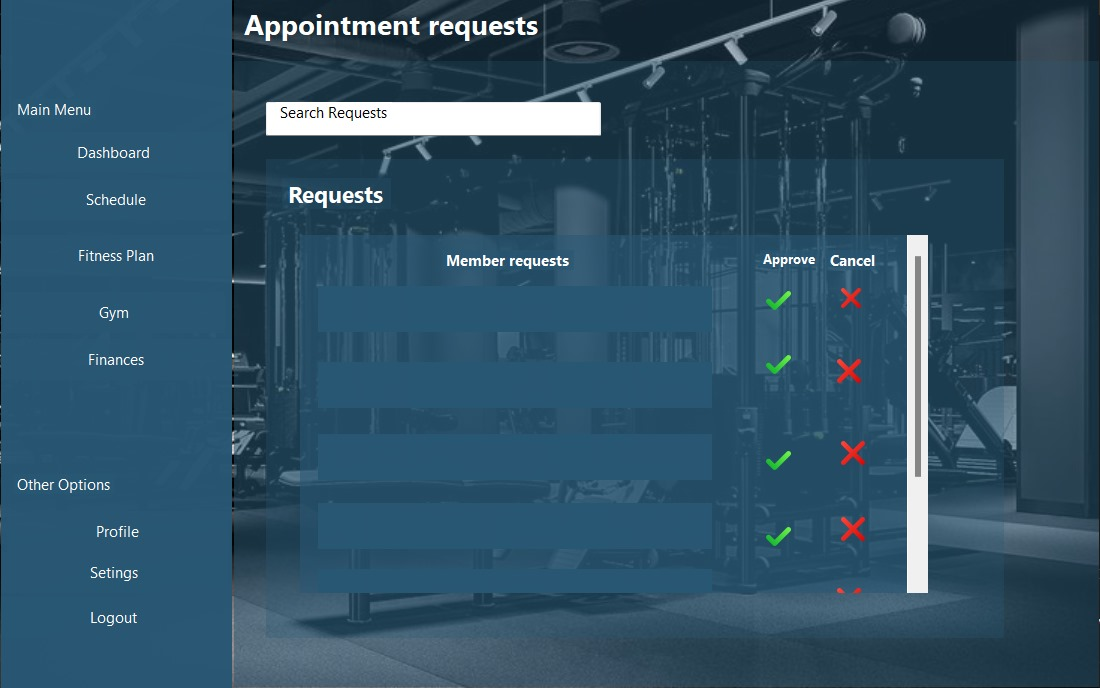 Appointment requests
Main Menu
Search Requests
Dashboard
Schedule
Requests
Fitness Plan
Member requests
Approve
Cancel
Gym
Finances
Other Options
Profile
Setings
Logout